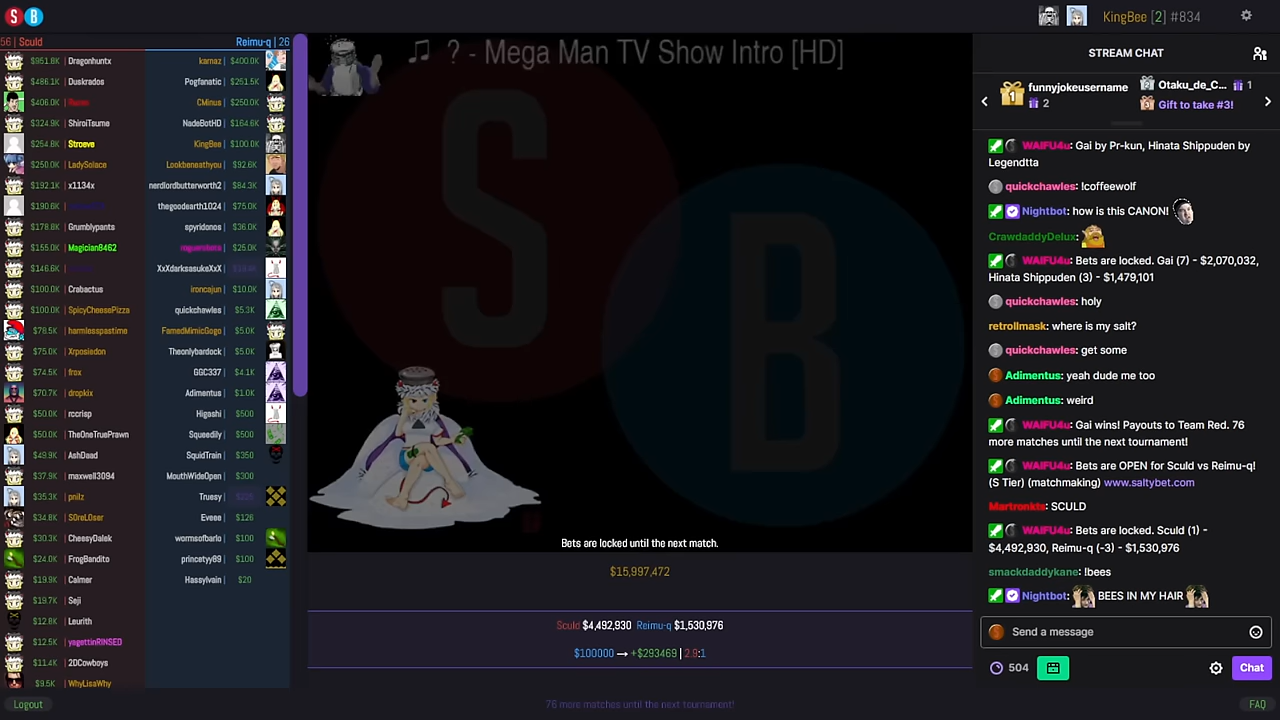 S B
KingBee [2] #834
56 | Sculd
Reimu-q | 26
$951.8K | Dragonhuntx
$486.1K | Duskrados
$406.0K |
$324.9K | ShiroiTsume
$254.8K | Stroeve
$250.0K | LadySolace
$192.1K | x1134x
$190.6K |
$178.8K | Grumblypants
$155.0K | Magician8462
$146.6K |
$100.0K | Crabactus
$100.0K | SpicyCheesePizza
$78.5K | harmlesspastime
$75.0K | Xrposiedon
$74.5K | frox
$70.7K | dropkix
$50.0K | rccrisp
$50.0K | TheOneTruePrawn
$49.9K | AshDaad
$37.9K | maxwell3094
$35.3K | pnilz
$34.8K | S0reL0ser
$30.3K | CheesyDalek
$24.0K | FrogBandito
$19.9K | Calmer
$19.7K | Seji
$12.8K | Leurith
$12.5K | yagettinRINSED
$11.4K | 2DCowboys
$9.5K | WhyLisaWhy
karnaz | $400.0K
Pogfanatic | $251.5K
CMinus | $250.0K
NadeBotHD | $164.6K
KingBee | $100.0K
Lookbeneathyou | $92.6K
nerdlordbutterworth2 | $84.3K
thegoodearth1024 | $75.0K
spyridonos | $36.0K
| $25.0K
XxXdarksasukeXxX |
ironcajun | $10.0K
quickchawles | $5.3K
FamedMimicGogo | $5.0K
Theonlybardock | $5.0K
GGC337 | $4.1K
Adimentus | $1.0K
Higashi | $500
Squeedily | $500
SquidTrain | $350
MouthWideOpen | $300
Truesy |
Eveee | $126
wormsofbarlo | $100
princetyy89 | $100
Hassylvain | $20
♫ ? - Mega Man TV Show Intro [HD]
S B
Bets are locked until the next match.
$15,997,472
Sculd $4,492,930 Reimu-q $1,530,976
$100000 → +$293469 | 2.9:1
STREAM CHAT
1
funnyjokeusername
2
Otaku_de_C... 1
Gift to take #3!
WAIFU4u: Gai by Pr-kun, Hinata Shippuden by
Legendtta
quickchawles: !coffeewolf
Nightbot: how is this CANON!
CrawdaddyDelux:
WAIFU4u: Bets are locked. Gai (7) - $2,070,032,
Hinata Shippuden (3) - $1,479,101
quickchawles: holy
retrollmask: where is my salt?
quickchawles: get some
Adimentus: yeah dude me too
Adimentus: weird
WAIFU4u: Gai wins! Payouts to Team Red. 76
more matches until the next tournament!
WAIFU4u: Bets are OPEN for Sculd vs Reimu-q!
(S Tier) (matchmaking) www.saltybet.com
Martronkts: SCULD
WAIFU4u: Bets are locked. Sculd (1) -
$4,492,930, Reimu-q (-3) - $1,530,976
smackdaddykane: !bees
Nightbot: BEES IN MY HAIR
Send a message
504
Chat
Logout
76 more matches until the next tournament!
FAQ